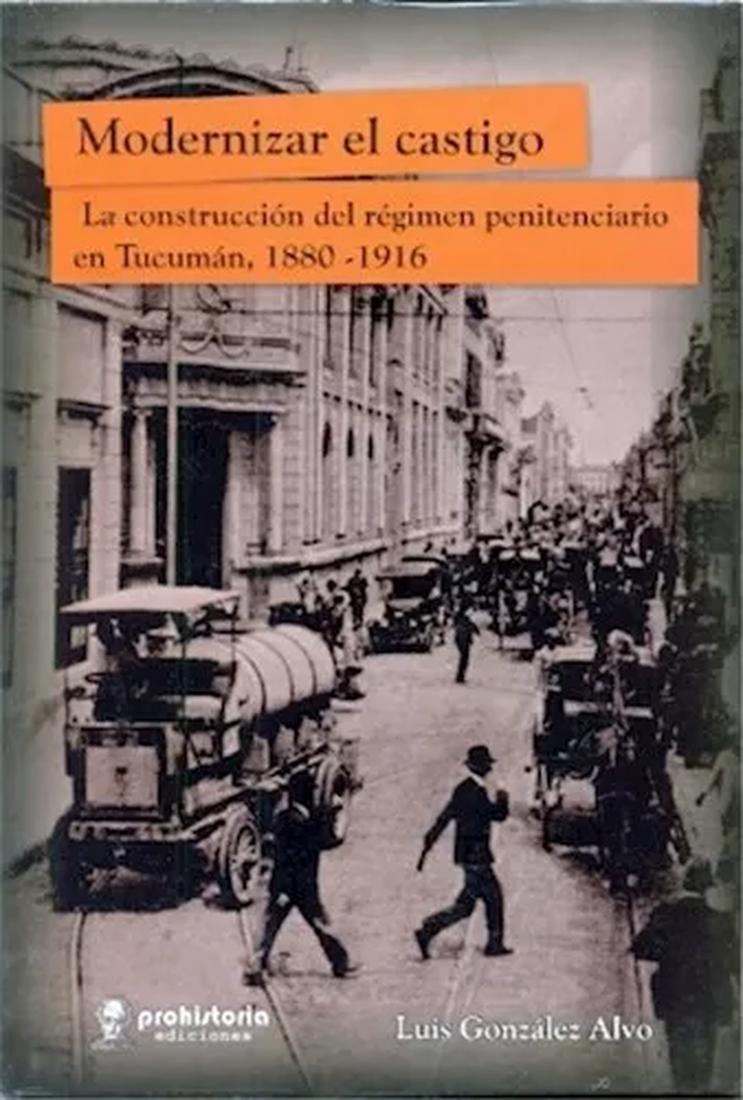 Modernizar el castigo
La construcción del régimen penitenciario
en Tucumán, 1880 -1916
prohistoria
ediciones
Luis González Alvo